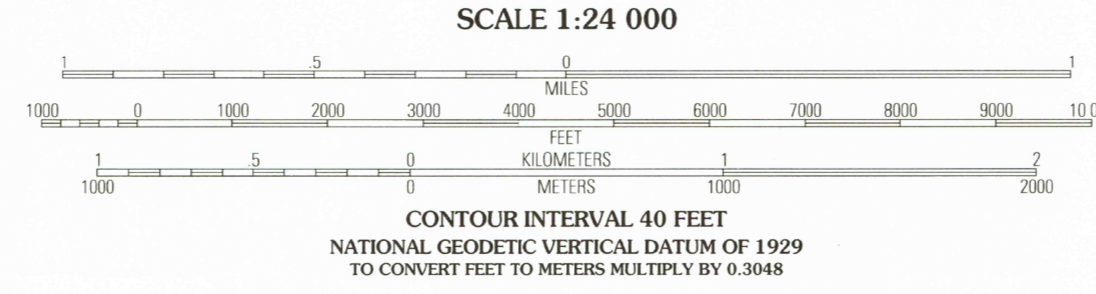 SCALE 1:24 000
1 .5 0 1
MILES
1000 0 1000 2000 3000 4000 5000 6000 7000 8000 9000 10 0
FEET
1 .5 0 KILOMETERS 1 2
1000 0 METERS 1000 2000
CONTOUR INTERVAL 40 FEET
NATIONAL GEODETIC VERTICAL DATUM OF 1929
TO CONVERT FEET TO METERS MULTIPLY BY 0.3048